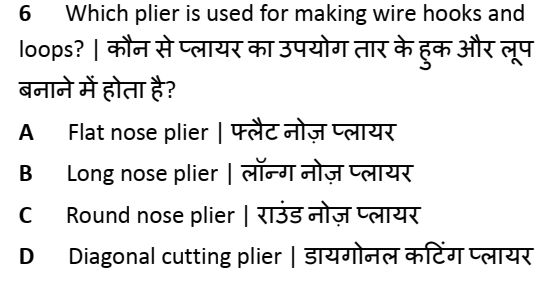 6 Which plier is used for making wire hooks and
loops? | कौन से प्लायर का उपयोग तार के हुक और लूप
बनाने में होता है?
A Flat nose plier | फ्लैट नोज़ प्लायर
B Long nose plier | लॉन्ग नोज़ प्लायर
C Round nose plier | राउंड नोज़ प्लायर
D Diagonal cutting plier | डायगोनल कटिंग प्लायर